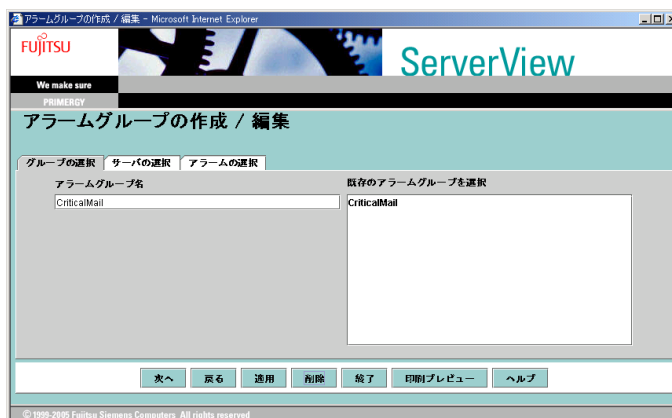 アラームグループの作成 / 編集 - Microsoft Internet Explorer
FUJITSU
ServerView
We make sure
PRIMERGY
アラームグループの作成 / 編集
グループの選択 サーバの選択 アラームの選択
アラームグループ名
既存のアラームグループを選択
CriticalMail
CriticalMail
次へ 戻る 適用 削除 終了 印刷プレビュー ヘルプ
© 1999-2005 Fujitsu Siemens Computers All rights reserved